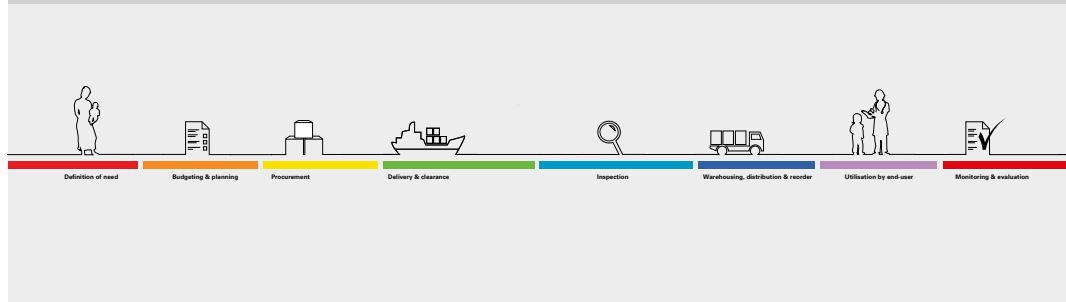 Definition of need
Budgeting & planning
Procurement
Delivery & clearance
Inspection
Warehousing, distribution & reorder
Utilisation by end-user
Monitoring & evaluation